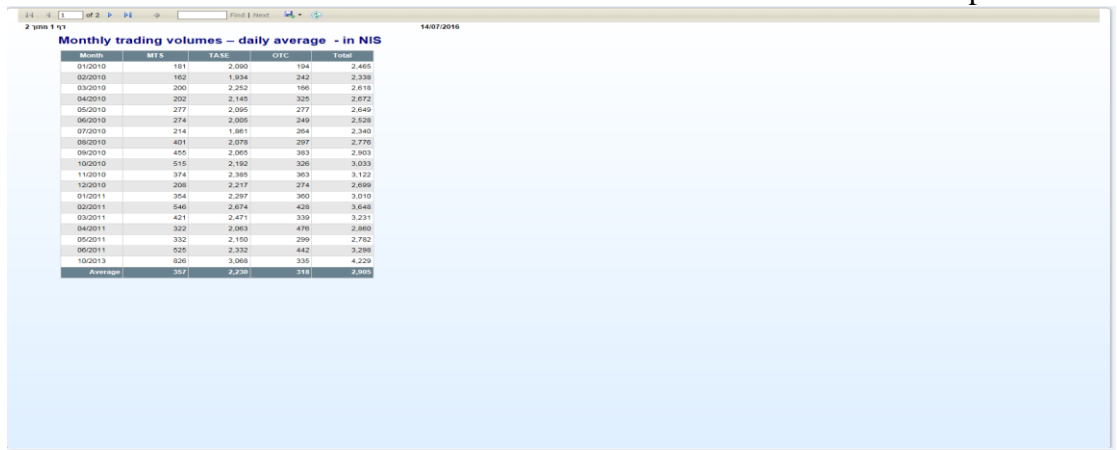 1 of 2 Find | Next
דף 1 מתוך 2 14/07/2016
Monthly trading volumes – daily average - in NIS
Month MTS TASE OTC Total
01/2010 181 2,090 194 2,465
02/2010 162 1,934 242 2,338
03/2010 200 2,252 166 2,618
04/2010 202 2,145 325 2,672
05/2010 277 2,095 277 2,649
06/2010 274 2,005 249 2,528
07/2010 214 1,861 264 2,340
08/2010 401 2,078 297 2,776
09/2010 455 2,065 383 2,903
10/2010 515 2,192 326 3,033
11/2010 374 2,385 363 3,122
12/2010 208 2,217 274 2,699
01/2011 354 2,297 360 3,010
02/2011 546 2,674 428 3,648
03/2011 421 2,471 339 3,231
04/2011 322 2,063 476 2,860
05/2011 332 2,150 299 2,782
06/2011 525 2,332 442 3,298
10/2013 826 3,068 335 4,229
Average 357 2,230 318 2,905